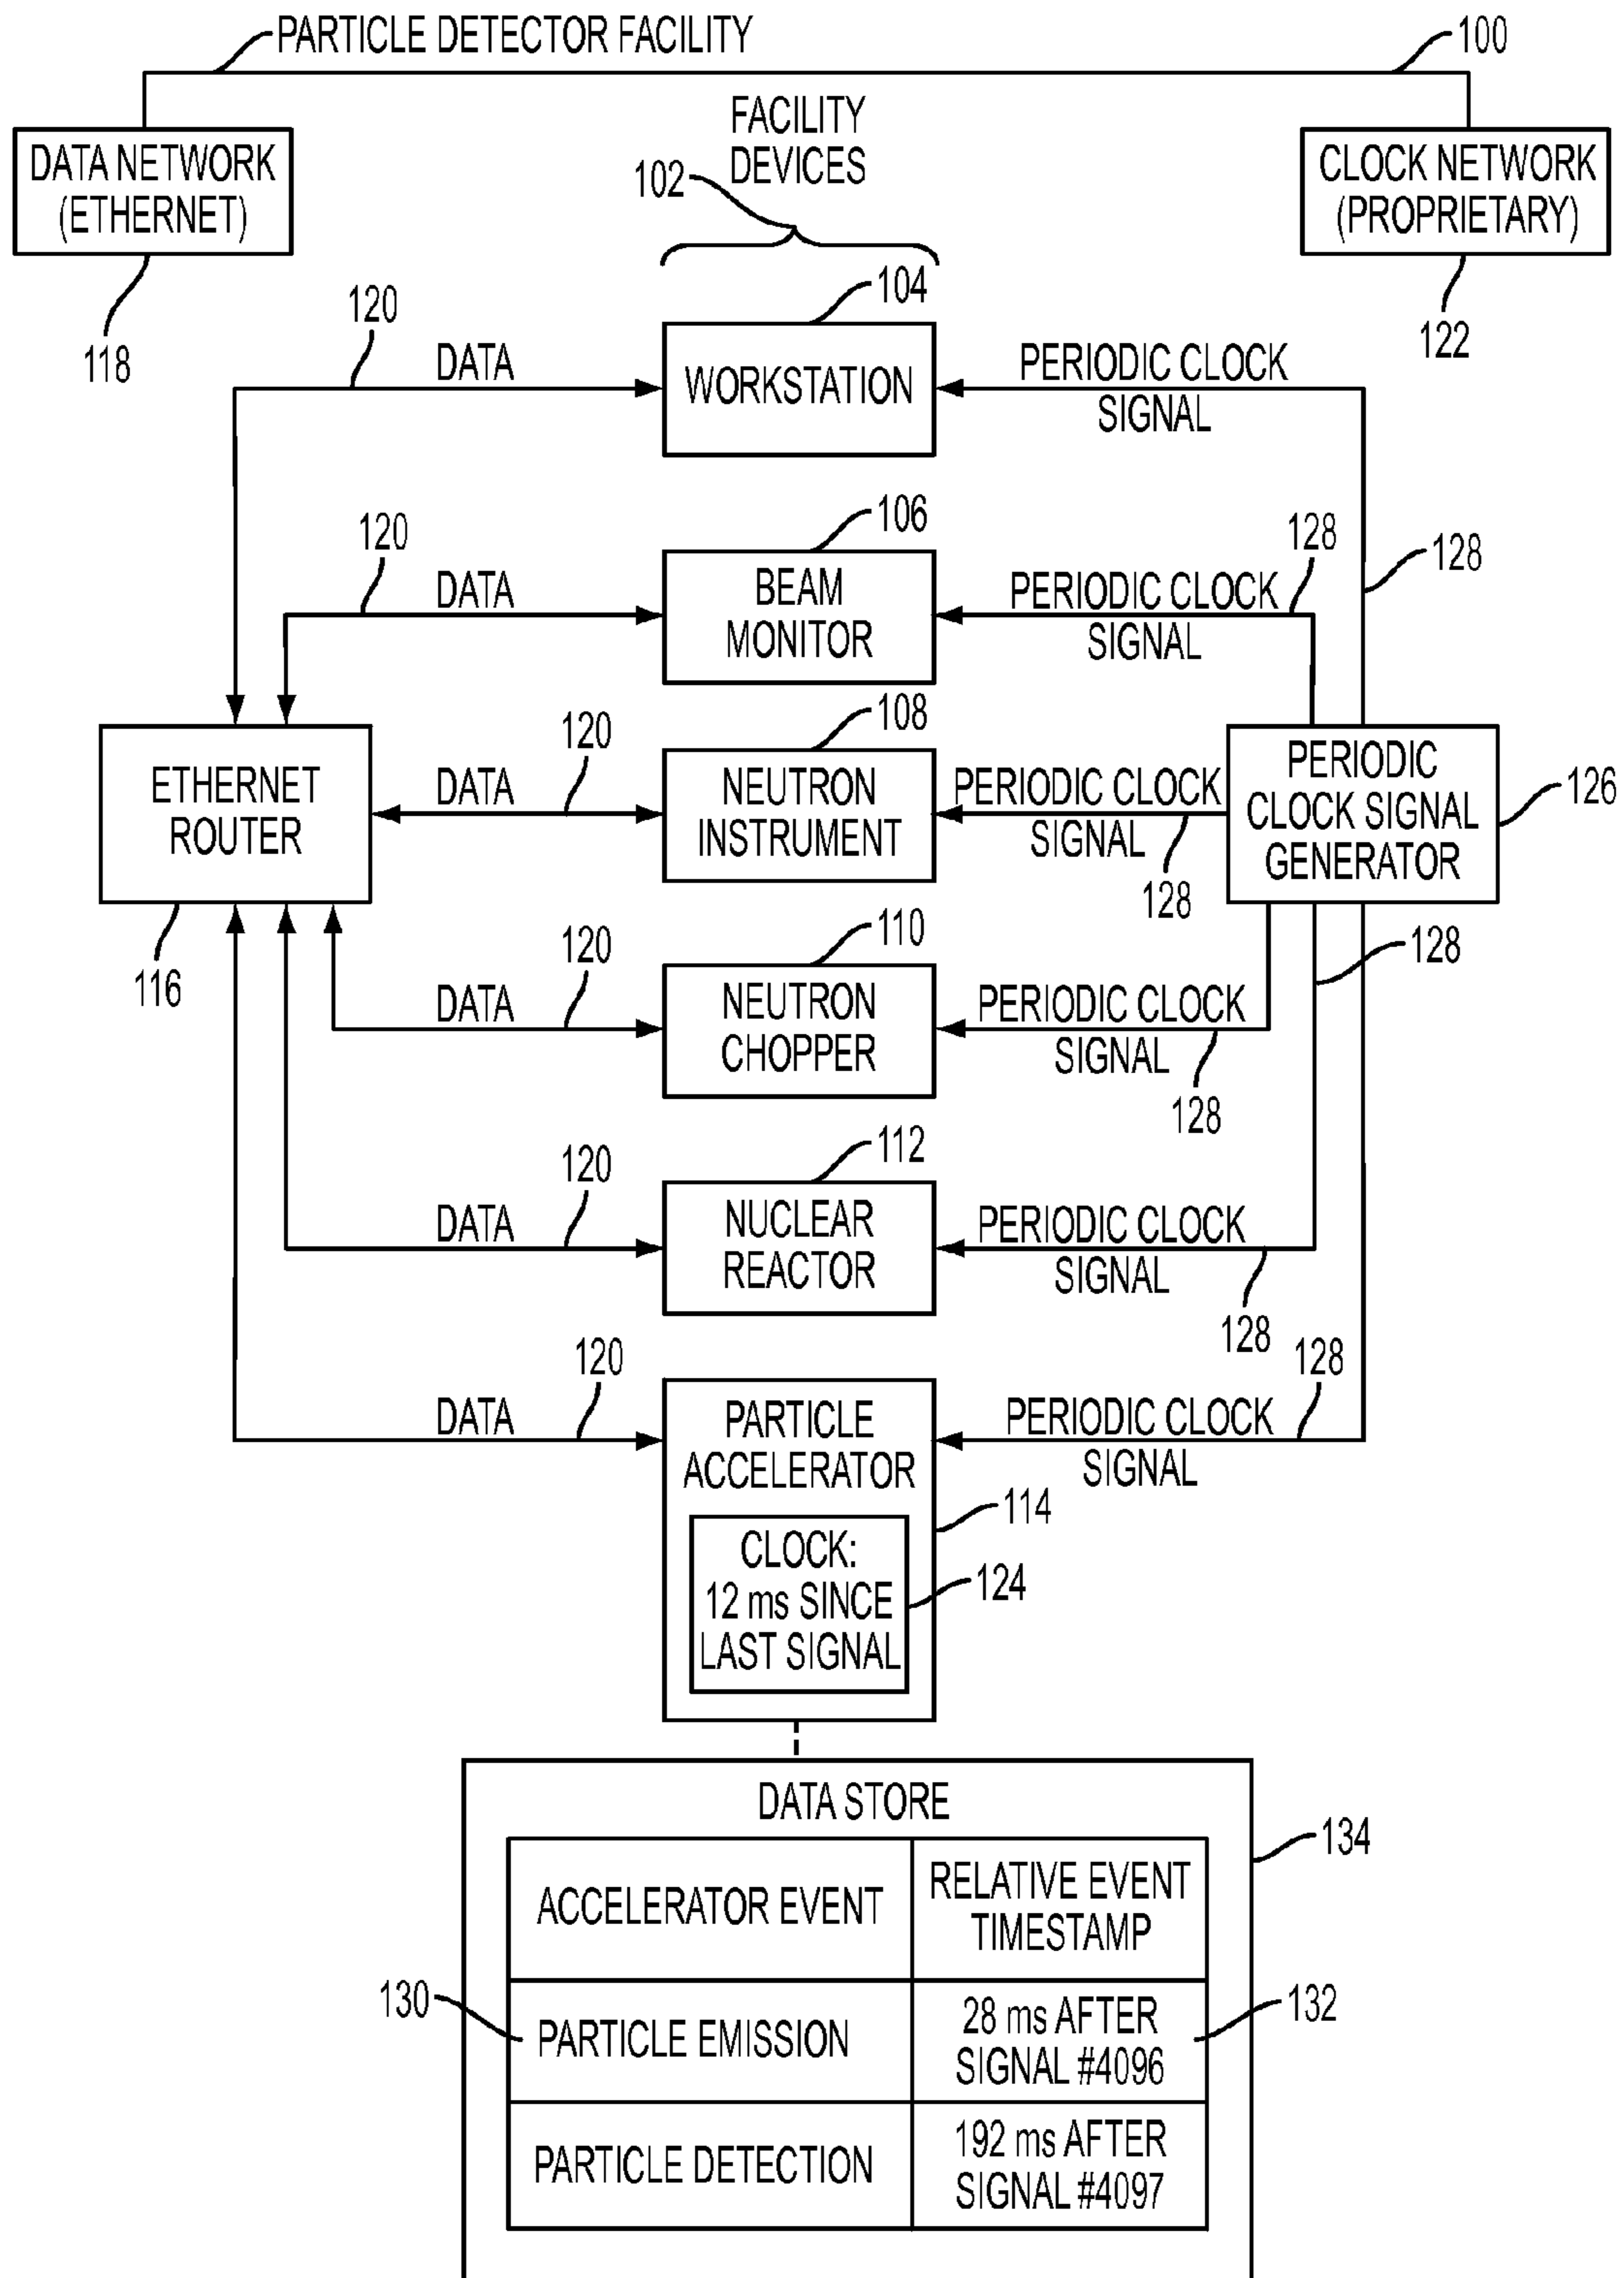 PARTICLE DETECTOR FACILITY
100
DATA NETWORK
(ETHERNET)
118
FACILITY
DEVICES
102
CLOCK NETWORK
(PROPRIETARY)
122
120
DATA
104
WORKSTATION
PERIODIC CLOCK
SIGNAL
128
120
DATA
106
BEAM
MONITOR
PERIODIC CLOCK
SIGNAL
128
ETHERNET
ROUTER
116
120
DATA
108
NEUTRON
INSTRUMENT
PERIODIC CLOCK
SIGNAL
128
PERIODIC
CLOCK SIGNAL
GENERATOR
126
120
DATA
110
NEUTRON
CHOPPER
PERIODIC CLOCK
SIGNAL
128
128
120
DATA
112
NUCLEAR
REACTOR
PERIODIC CLOCK
SIGNAL
128
120
DATA
PARTICLE
ACCELERATOR
114
PERIODIC CLOCK
SIGNAL
128
CLOCK:
12 ms SINCE
LAST SIGNAL
124
DATA STORE
134
ACCELERATOR EVENT
RELATIVE EVENT
TIMESTAMP
130
PARTICLE EMISSION
28 ms AFTER
SIGNAL #4096
132
PARTICLE DETECTION
192 ms AFTER
SIGNAL #4097